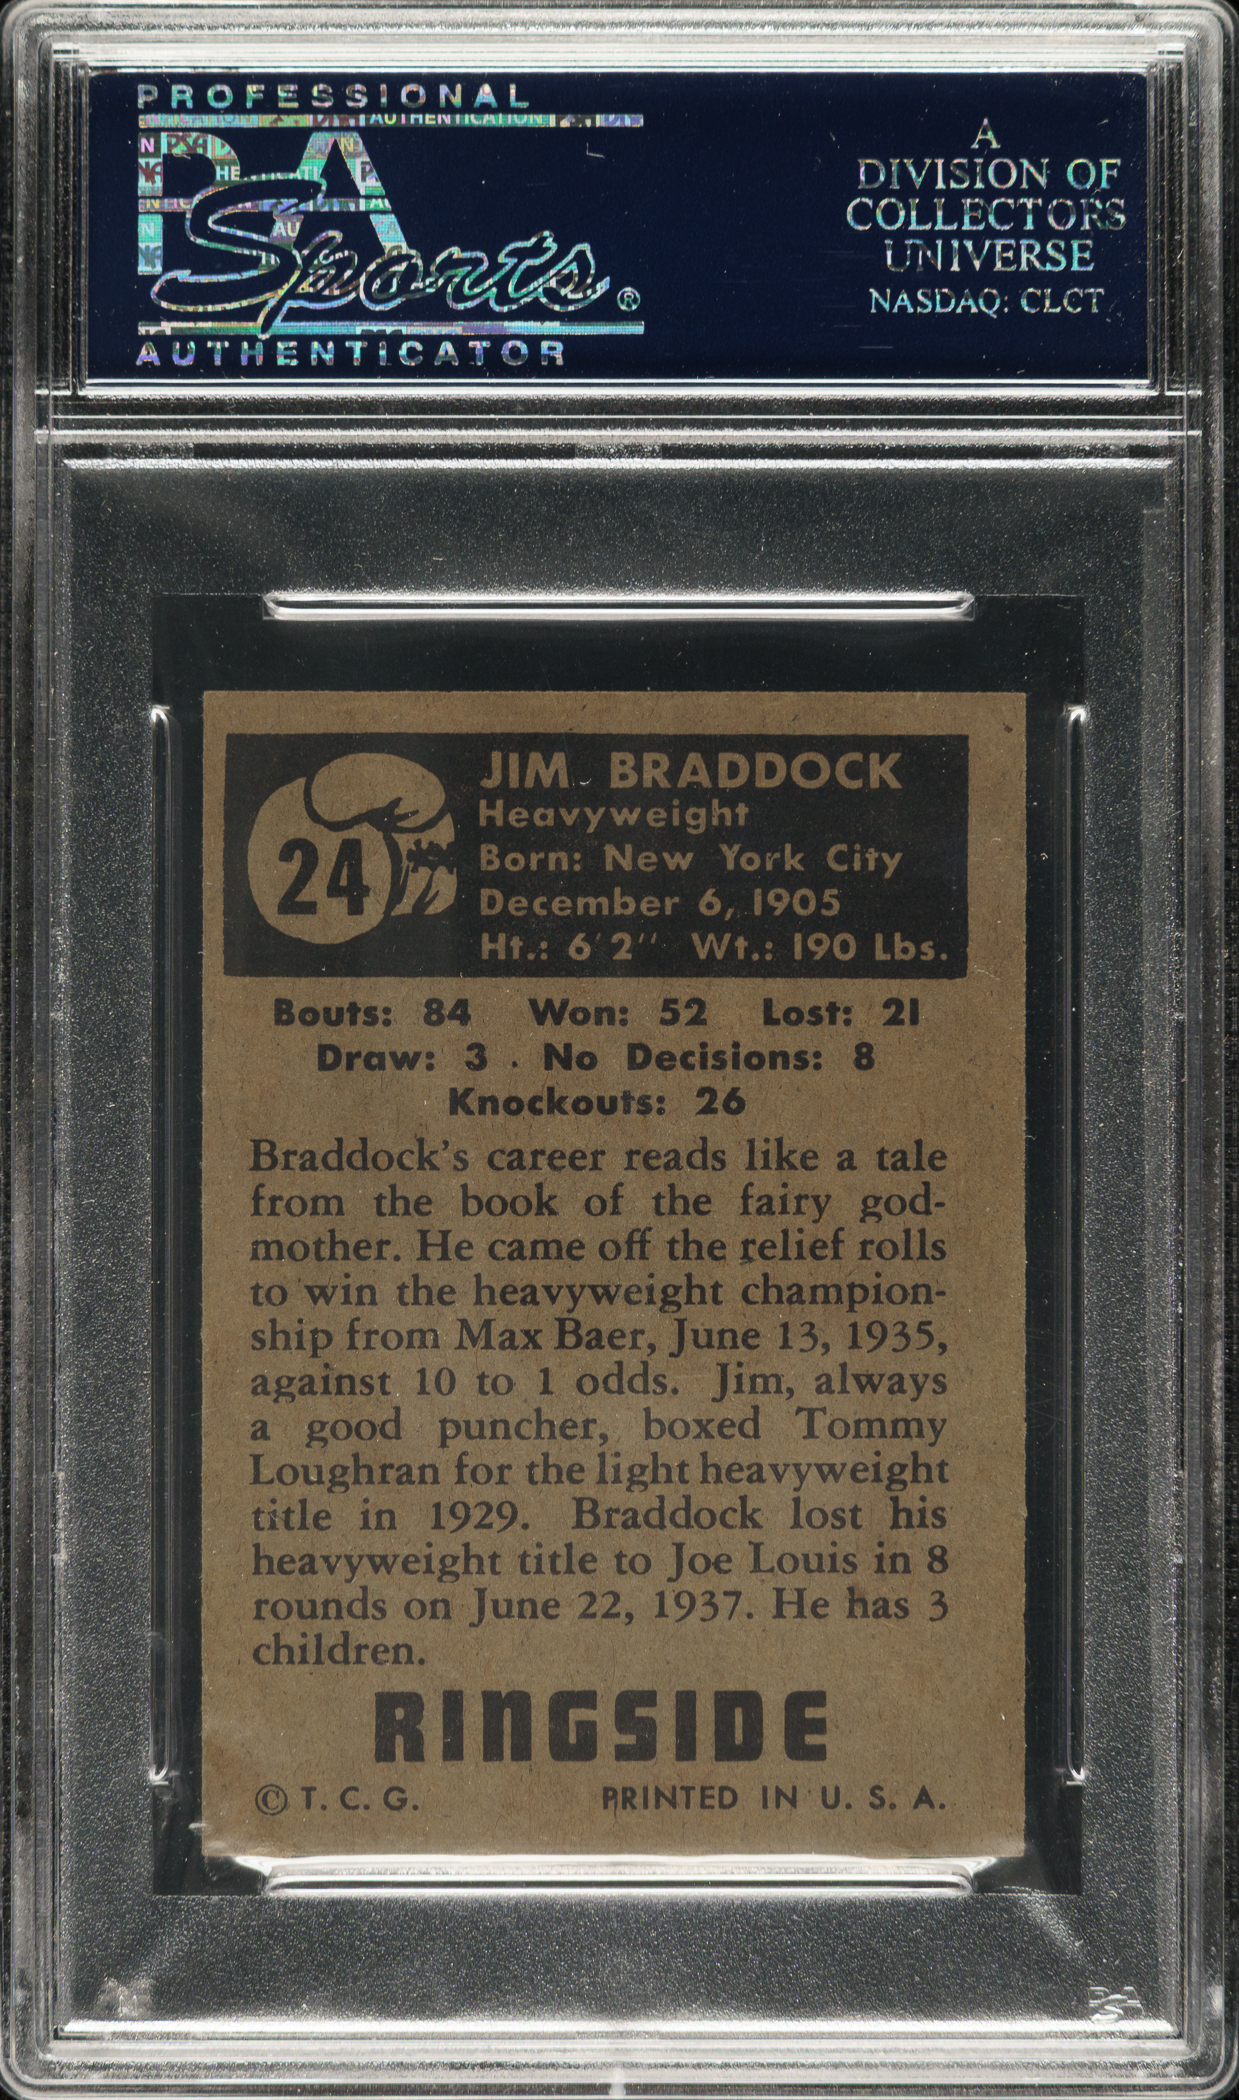 PROFESSIONAL
PSA
Sports®
AUTHENTICATOR
A
DIVISION OF
COLLECTORS
UNIVERSE
NASDAQ: CLCT
24
JIM BRADDOCK
Heavyweight
Born: New York City
December 6, 1905
Ht.: 6'2'' Wt.: 190 Lbs.
Bouts: 84 Won: 52 Lost: 21
Draw: 3 . No Decisions: 8
Knockouts: 26
Braddock's career reads like a tale
from the book of the fairy god-
mother. He came off the relief rolls
to win the heavyweight champion-
ship from Max Baer, June 13, 1935,
against 10 to 1 odds. Jim, always
a good puncher, boxed Tommy
Loughran for the light heavyweight
title in 1929. Braddock lost his
heavyweight title to Joe Louis in 8
rounds on June 22, 1937. He has 3
children.
RINGSIDE
© T. C. G. PRINTED IN U. S. A.